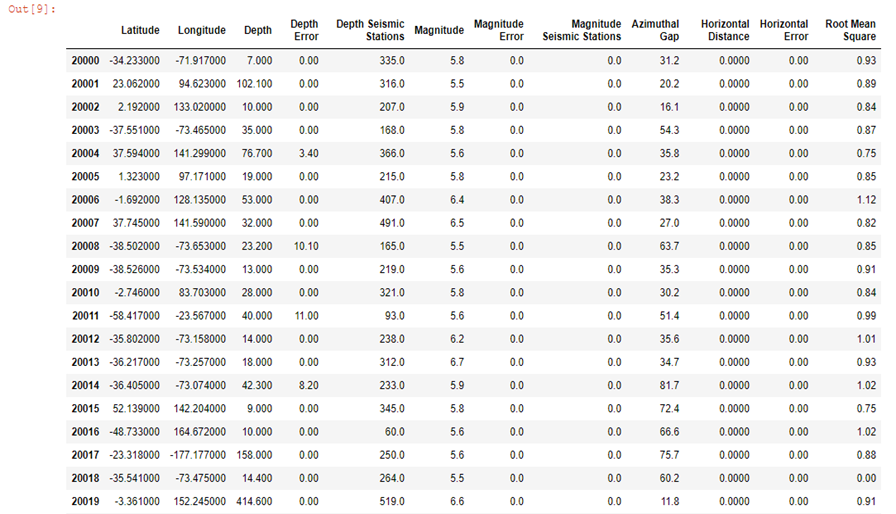 Out[9]:
Latitude Longitude Depth Depth Error Depth Seismic Stations Magnitude Magnitude Error Magnitude Seismic Stations Azimuthal Gap Horizontal Distance Horizontal Error Root Mean Square
20000 -34.233000 -71.917000 7.000 0.00 335.0 5.8 0.0 0.0 31.2 0.0000 0.00 0.93
20001 23.062000 94.623000 102.100 0.00 316.0 5.5 0.0 0.0 20.2 0.0000 0.00 0.89
20002 2.192000 133.020000 10.000 0.00 207.0 5.9 0.0 0.0 16.1 0.0000 0.00 0.84
20003 -37.551000 -73.465000 35.000 0.00 168.0 5.8 0.0 0.0 54.3 0.0000 0.00 0.87
20004 37.594000 141.299000 76.700 3.40 366.0 5.6 0.0 0.0 35.8 0.0000 0.00 0.75
20005 1.323000 97.171000 19.000 0.00 215.0 5.8 0.0 0.0 23.2 0.0000 0.00 0.85
20006 -1.692000 128.135000 53.000 0.00 407.0 6.4 0.0 0.0 38.3 0.0000 0.00 1.12
20007 37.745000 141.590000 32.000 0.00 491.0 6.5 0.0 0.0 27.0 0.0000 0.00 0.82
20008 -38.502000 -73.653000 23.200 10.10 165.0 5.5 0.0 0.0 63.7 0.0000 0.00 0.85
20009 -38.526000 -73.534000 13.000 0.00 219.0 5.6 0.0 0.0 35.3 0.0000 0.00 0.91
20010 -2.746000 83.703000 28.000 0.00 321.0 5.8 0.0 0.0 30.2 0.0000 0.00 0.84
20011 -58.417000 -23.567000 40.000 11.00 93.0 5.6 0.0 0.0 51.4 0.0000 0.00 0.99
20012 -35.802000 -73.158000 14.000 0.00 238.0 6.2 0.0 0.0 35.6 0.0000 0.00 1.01
20013 -36.217000 -73.257000 18.000 0.00 312.0 6.7 0.0 0.0 34.7 0.0000 0.00 0.93
20014 -36.405000 -73.074000 42.300 8.20 233.0 5.9 0.0 0.0 81.7 0.0000 0.00 1.02
20015 52.139000 142.204000 9.000 0.00 345.0 5.8 0.0 0.0 72.4 0.0000 0.00 0.75
20016 -48.733000 164.672000 10.000 0.00 60.0 5.6 0.0 0.0 66.6 0.0000 0.00 1.02
20017 -23.318000 -177.177000 158.000 0.00 250.0 5.6 0.0 0.0 75.7 0.0000 0.00 0.88
20018 -35.541000 -73.475000 14.400 0.00 264.0 5.5 0.0 0.0 60.2 0.0000 0.00 0.00
20019 -3.361000 152.245000 414.600 0.00 519.0 6.6 0.0 0.0 11.8 0.0000 0.00 0.91